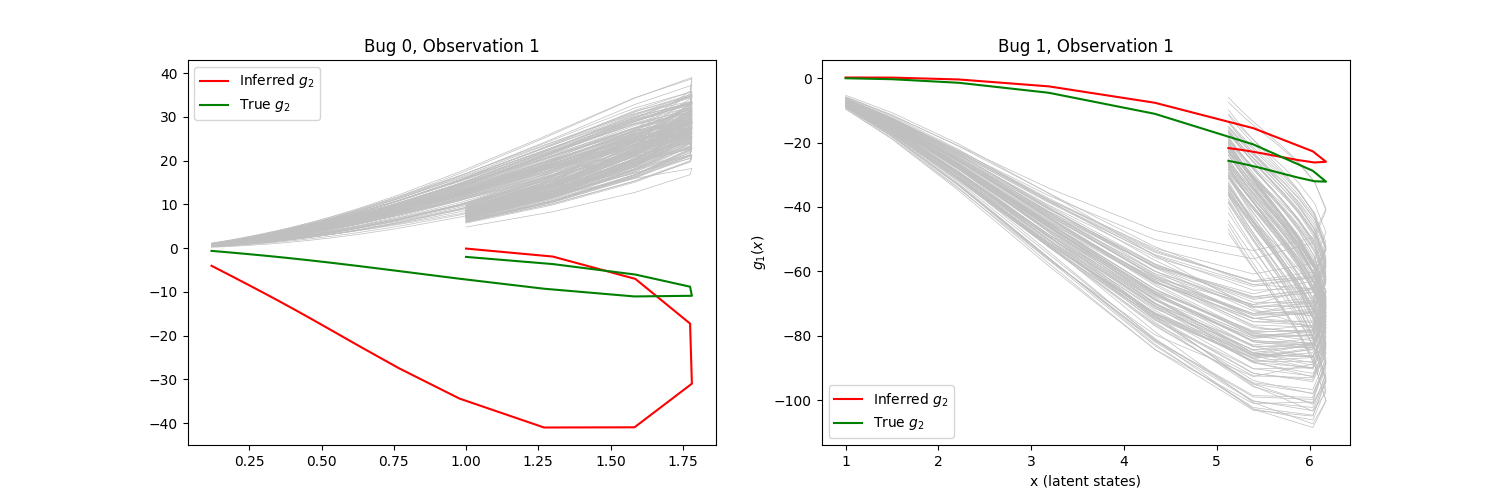 Bug 0, Observation 1
40
30
20
10
0
−10
−20
−30
−40
0.25 0.50 0.75 1.00 1.25 1.50 1.75
Inferred g₂
True g₂
Bug 1, Observation 1
0
−20
−40
−60
−80
−100
g₁(x)
1 2 3 4 5 6
x (latent states)
Inferred g₂
True g₂